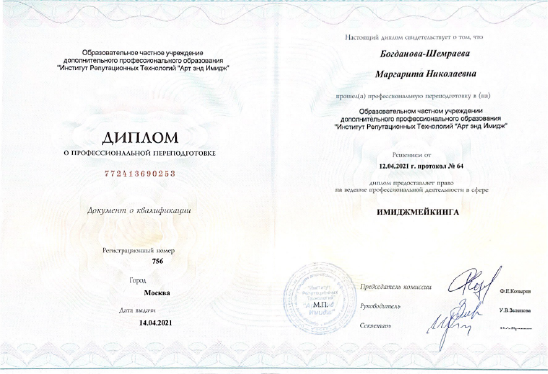 Образовательное частное учреждение
дополнительного профессионального образования
"Институт Репутационных Технологий "Арт энд Имидж"
ДИПЛОМ
О ПРОФЕССИОНАЛЬНОЙ ПЕРЕПОДГОТОВКЕ
772413690253
Документ о квалификации
Регистрационный номер
756
Город
Москва
Дата выдачи
14.04.2021
Настоящий диплом свидетельствует о том, что
Богданова-Шемраева
Маргарита Николаевна
прошел(а) профессиональную переподготовку в (на)
Образовательном частном учреждении
дополнительного профессионального образования
"Институт Репутационных Технологий "Арт энд Имидж"
Решением от
12.04.2021 г. протокол № 64
диплом предоставляет право
на ведение профессиональной деятельности в сфере
ИМИДЖМЕЙКИНГА
Председатель комиссии
М.П.
Руководитель
Секретарь